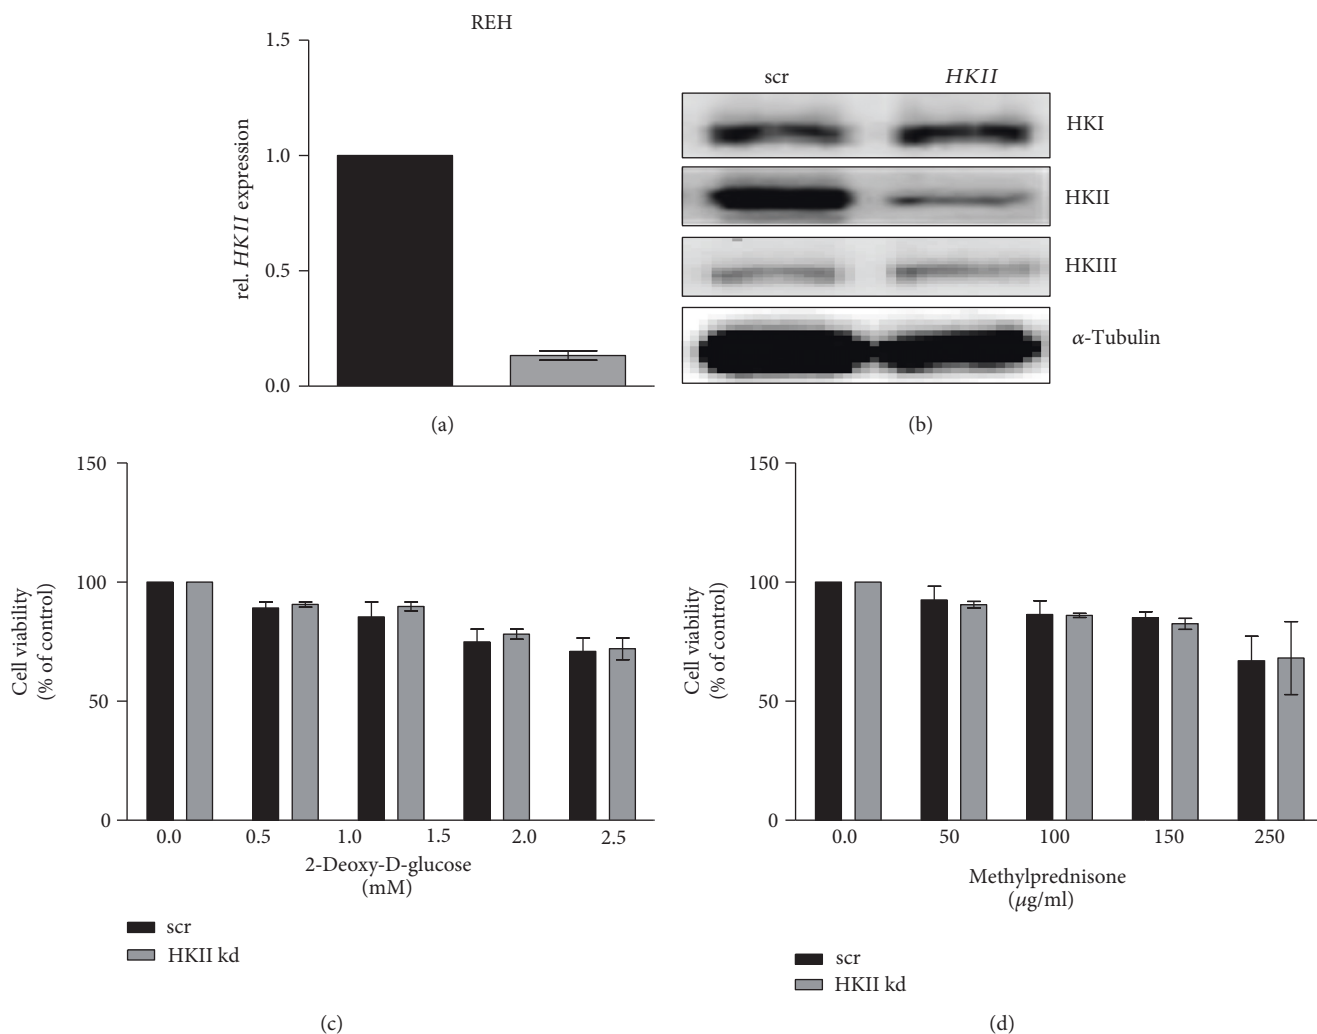 REH
1.5
1.0
0.5
0.0
rel. HKII expression
(a)
scr HKII
HKI
HKII
HKIII
α-Tubulin
(b)
150
100
50
0
Cell viability
(% of control)
0.0 0.5 1.0 1.5 2.0 2.5
2-Deoxy-D-glucose
(mM)
scr
HKII kd
(c)
150
100
50
0
Cell viability
(% of control)
0.0 50 100 150 250
Methylprednisone
(μg/ml)
scr
HKII kd
(d)